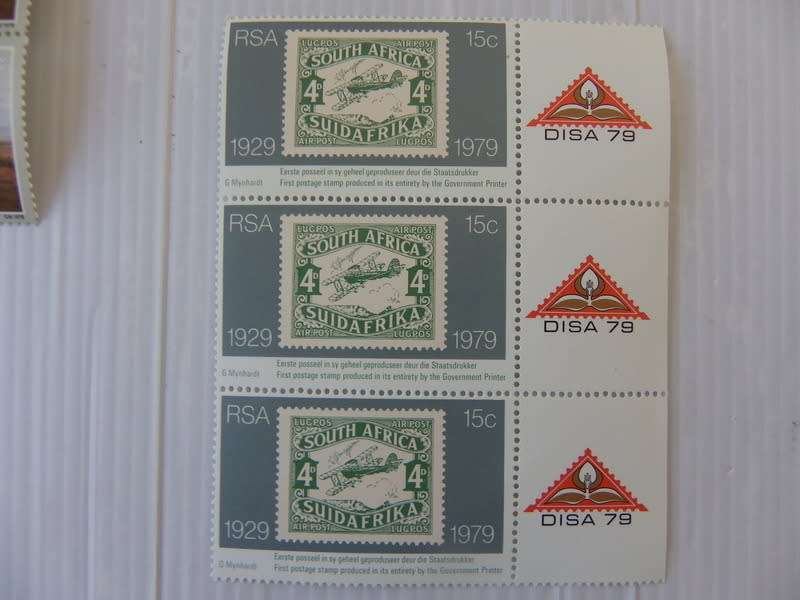 RSA 15c
LUGPOS AIR POST
SOUTH AFRICA
4D 4D
SUIDAFRIKA
AIR POST LUGPOS
1929 1979
Eerste posseël in sy geheel geproduseer deur die Staatsdrukker
G Mynhardt First postage stamp produced in its entirety by the Government Printer
DISA 79
RSA 15c
LUGPOS AIR POST
SOUTH AFRICA
4D 4D
SUIDAFRIKA
AIR POST LUGPOS
1929 1979
Eerste posseël in sy geheel geproduseer deur die Staatsdrukker
G Mynhardt First postage stamp produced in its entirety by the Government Printer
DISA 79
RSA 15c
LUGPOS AIR POST
SOUTH AFRICA
4D 4D
SUIDAFRIKA
AIR POST LUGPOS
1929 1979
Eerste posseël in sy geheel geproduseer deur die Staatsdrukker
G Mynhardt First postage stamp produced in its entirety by the Government Printer
DISA 79